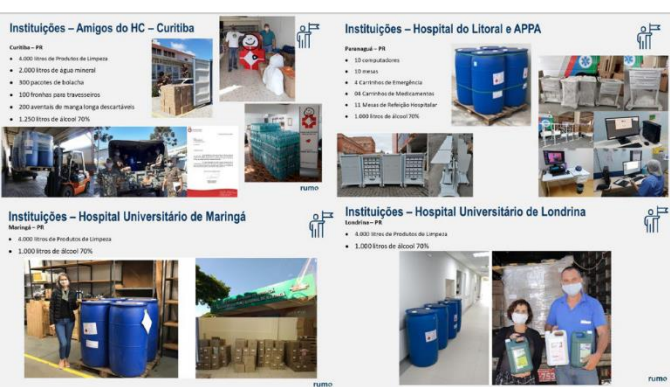 Instituições – Amigos do HC – Curitiba
Curitiba – PR
• 4.000 litros de Produtos de Limpeza
• 2.000 litros de água mineral
• 300 pacotes de bolacha
• 100 fronhas para travesseiros
• 200 aventais de manga longa descartáveis
• 1.250 litros de álcool 70%
rumo
Instituições – Hospital do Litoral e APPA
Paranaguá – PR
• 10 computadores
• 10 mesas
• 4 Carrinhos de Emergência
• 04 Carrinhos de Medicamentos
• 11 Mesas de Refeição Hospitalar
• 1.000 litros de álcool 70%
Instituições – Hospital Universitário de Maringá
Maringá – PR
• 4.000 litros de Produtos de Limpeza
• 1.000 litros de álcool 70%
rumo
Instituições – Hospital Universitário de Londrina
Londrina – PR
• 4.000 litros de Produtos de Limpeza
• 1.000 litros de álcool 70%
753
rumo